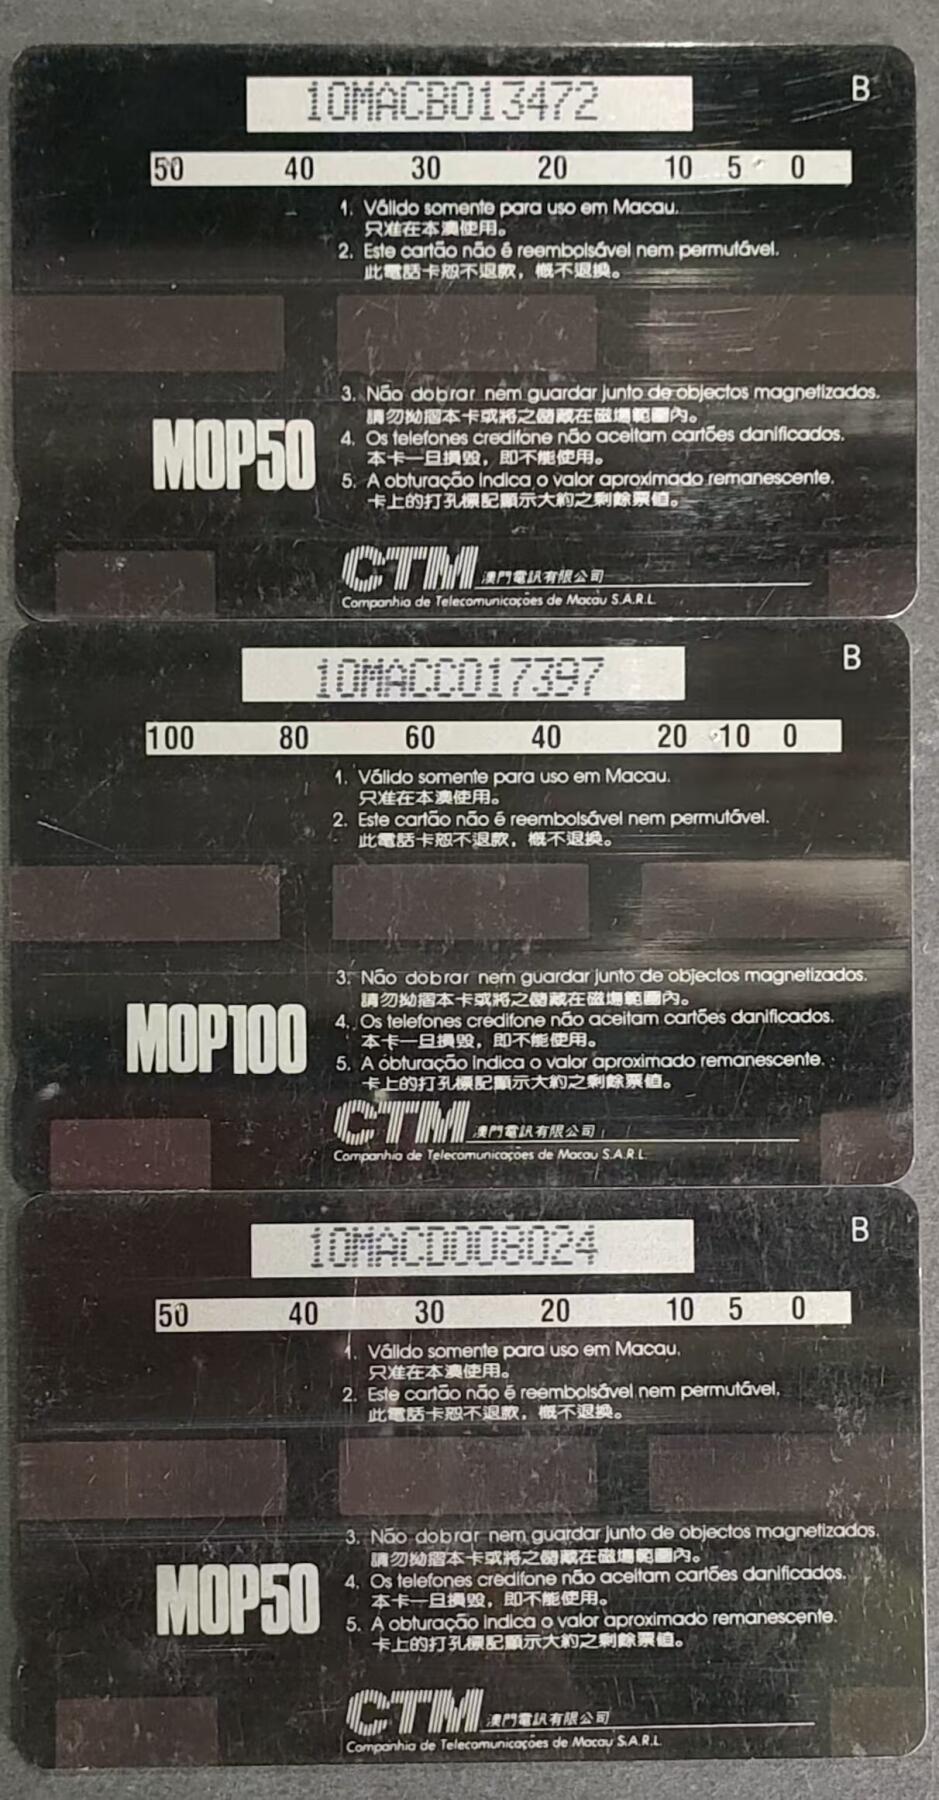 10MACB013472
B
50 40 30 20 10 5 0
1. Válido somente para uso em Macau.
只准在本澳使用。
2. Este cartão não é reembolsável nem permutável.
此電話卡恕不退款，概不退換。
3. Não dobrar nem guardar junto de objectos magnetizados.
請勿拗摺本卡或將之儲藏在磁場範圍內。
MOP50
4. Os telefones credifone não aceitam cartões danificados.
本卡一旦損毀，即不能使用。
5. A obturação indica o valor aproximado remanescente.
卡上的打孔標記顯示大約之剩餘票值。
CTM 澳門電訊有限公司
Companhia de Telecomunicações de Macau S.A.R.L.
10MACC017397
B
100 80 60 40 20 10 0
1. Válido somente para uso em Macau.
只准在本澳使用。
2. Este cartão não é reembolsável nem permutável.
此電話卡恕不退款，概不退換。
3. Não dobrar nem guardar junto de objectos magnetizados.
請勿拗摺本卡或將之儲藏在磁場範圍內。
MOP100
4. Os telefones credifone não aceitam cartões danificados.
本卡一旦損毀，即不能使用。
5. A obturação indica o valor aproximado remanescente.
卡上的打孔標記顯示大約之剩餘票值。
CTM 澳門電訊有限公司
Companhia de Telecomunicações de Macau S.A.R.L.
10MACD008024
B
50 40 30 20 10 5 0
1. Válido somente para uso em Macau.
只准在本澳使用。
2. Este cartão não é reembolsável nem permutável.
此電話卡恕不退款，概不退換。
3. Não dobrar nem guardar junto de objectos magnetizados.
請勿拗摺本卡或將之儲藏在磁場範圍內。
MOP50
4. Os telefones credifone não aceitam cartões danificados.
本卡一旦損毀，即不能使用。
5. A obturação indica o valor aproximado remanescente.
卡上的打孔標記顯示大約之剩餘票值。
CTM 澳門電訊有限公司
Companhia de Telecomunicações de Macau S.A.R.L.